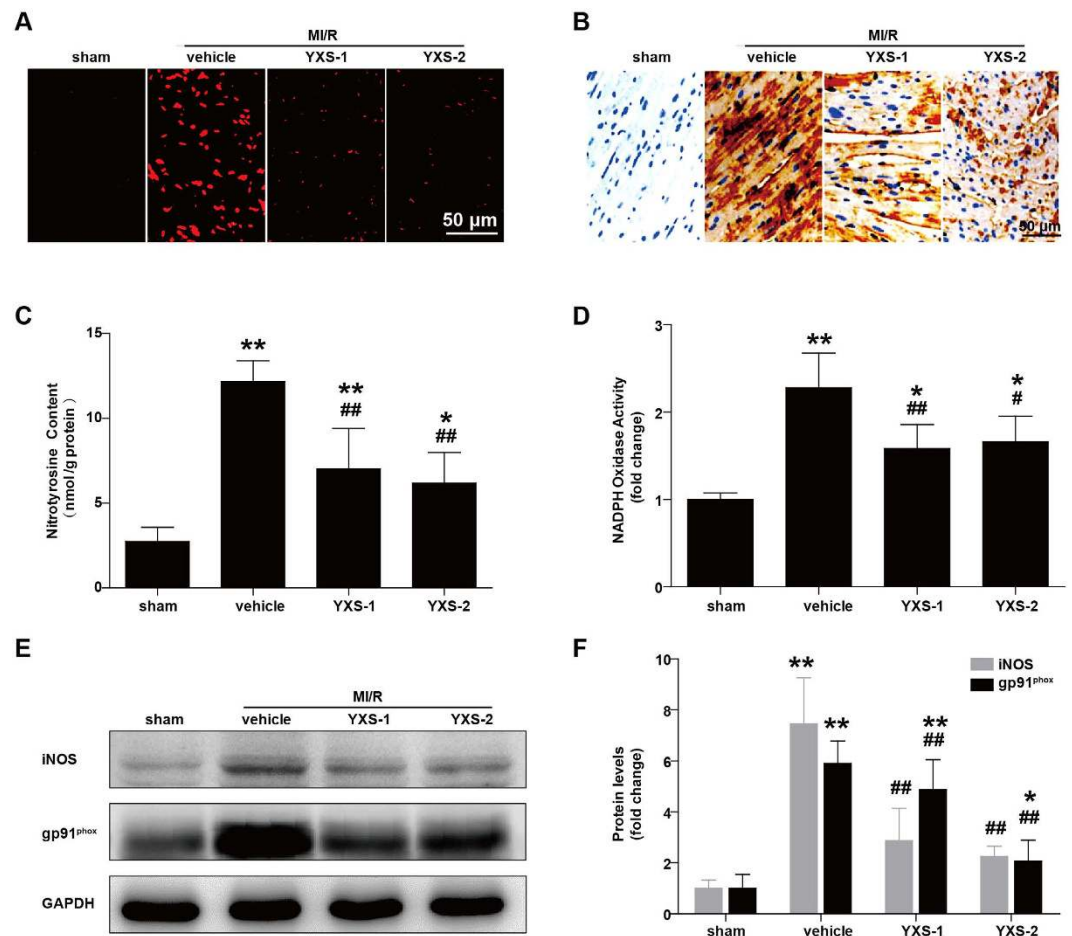 A
MI/R
sham vehicle YXS-1 YXS-2
50 µm
B
MI/R
sham vehicle YXS-1 YXS-2
50 µm
C
Nitrotyrosine Content
(nmol/g protein)
15
10
5
0
**
**
##
*
##
sham vehicle YXS-1 YXS-2
D
NADPH Oxidase Activity
(fold change)
3
2
1
0
**
*
##
*
#
sham vehicle YXS-1 YXS-2
E
MI/R
sham vehicle YXS-1 YXS-2
iNOS
gp91phox
GAPDH
F
Protein levels
(fold change)
10
8
6
4
2
0
iNOS
gp91phox
**
**
##
**
##
##
*
##
sham vehicle YXS-1 YXS-2